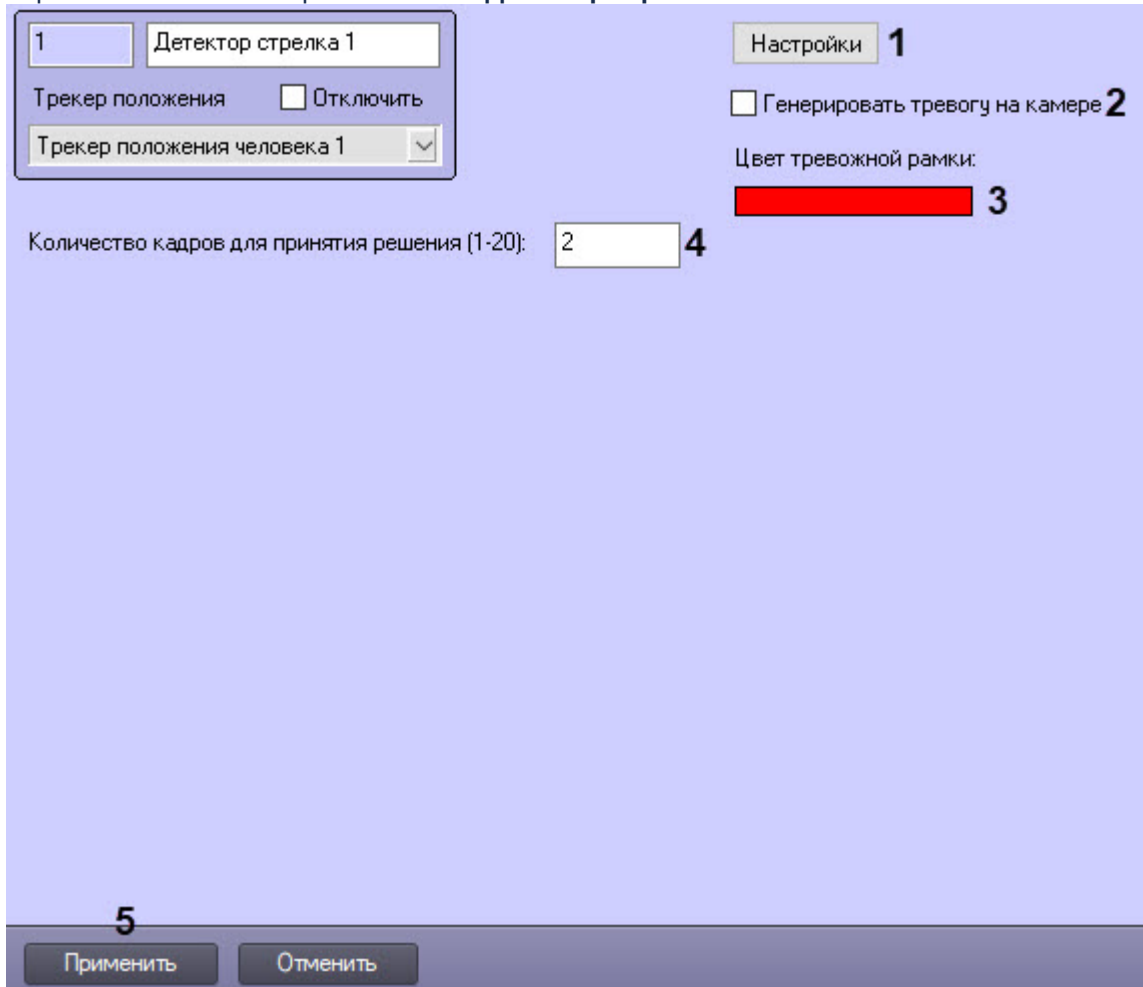 1
Детектор стрелка 1
Настройки 1
Трекер положения
Отключить
Генерировать тревогу на камере 2
Трекер положения человека 1
Цвет тревожной рамки:
3
Количество кадров для принятия решения (1-20): 2 4
5
Применить
Отменить